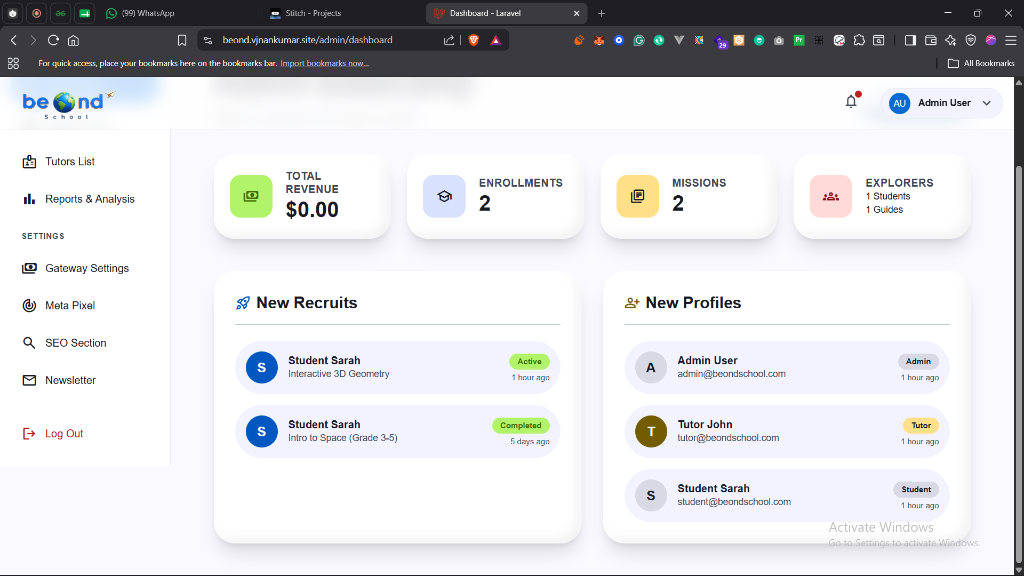 (99) WhatsApp
Stitch - Projects
Dashboard - Laravel
beond.vjnankumar.site/admin/dashboard
29
Pr
For quick access, place your bookmarks here on the bookmarks bar. Import bookmarks now...
All Bookmarks
be nd
School
AU Admin User
Tutors List
Reports & Analysis
SETTINGS
Gateway Settings
Meta Pixel
SEO Section
Newsletter
Log Out
TOTAL
REVENUE
$0.00
ENROLLMENTS
2
MISSIONS
2
EXPLORERS
1 Students
1 Guides
New Recruits
S Student Sarah Active
Interactive 3D Geometry 1 hour ago
S Student Sarah Completed
Intro to Space (Grade 3-5) 5 days ago
New Profiles
A Admin User Admin
admin@beondschool.com 1 hour ago
T Tutor John Tutor
tutor@beondschool.com 1 hour ago
S Student Sarah Student
student@beondschool.com 1 hour ago
Activate Windows
Go to Settings to activate Windows.